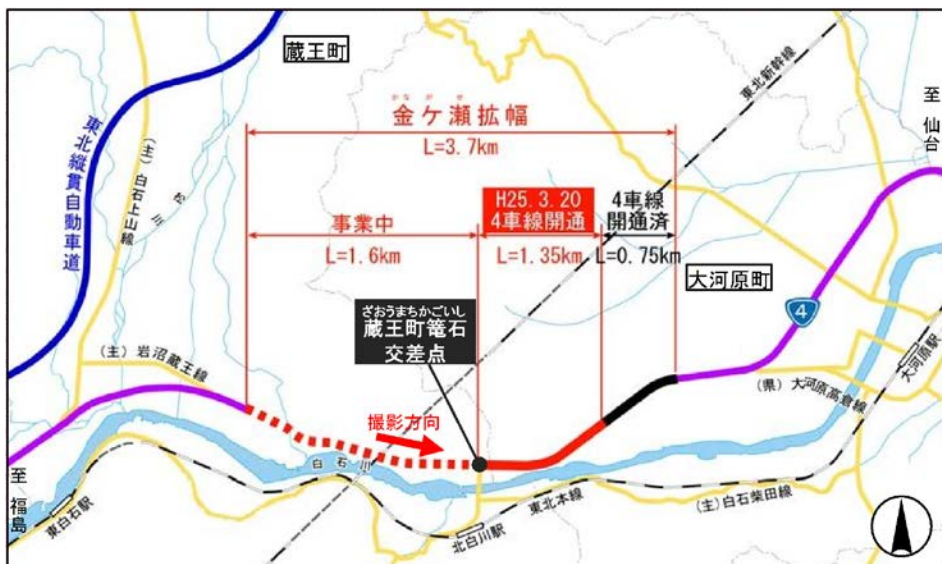 蔵王町
かながせ
金ケ瀬拡幅
L=3.7km
東北新幹線
至 仙台
東北縦貫自動車道
(主)白石上山線
松川
事業中
L=1.6km
H25.3.20
4車線開通
L=1.35km
4車線
開通済
L=0.75km
大河原町
4
ざおうまちかごいし
蔵王町篭石
交差点
(主)岩沼蔵王線
大河原駅
(県)大河原高倉線
撮影方向
白石川
至 福島
東白石駅
北白川駅
東北本線
(主)白石柴田線